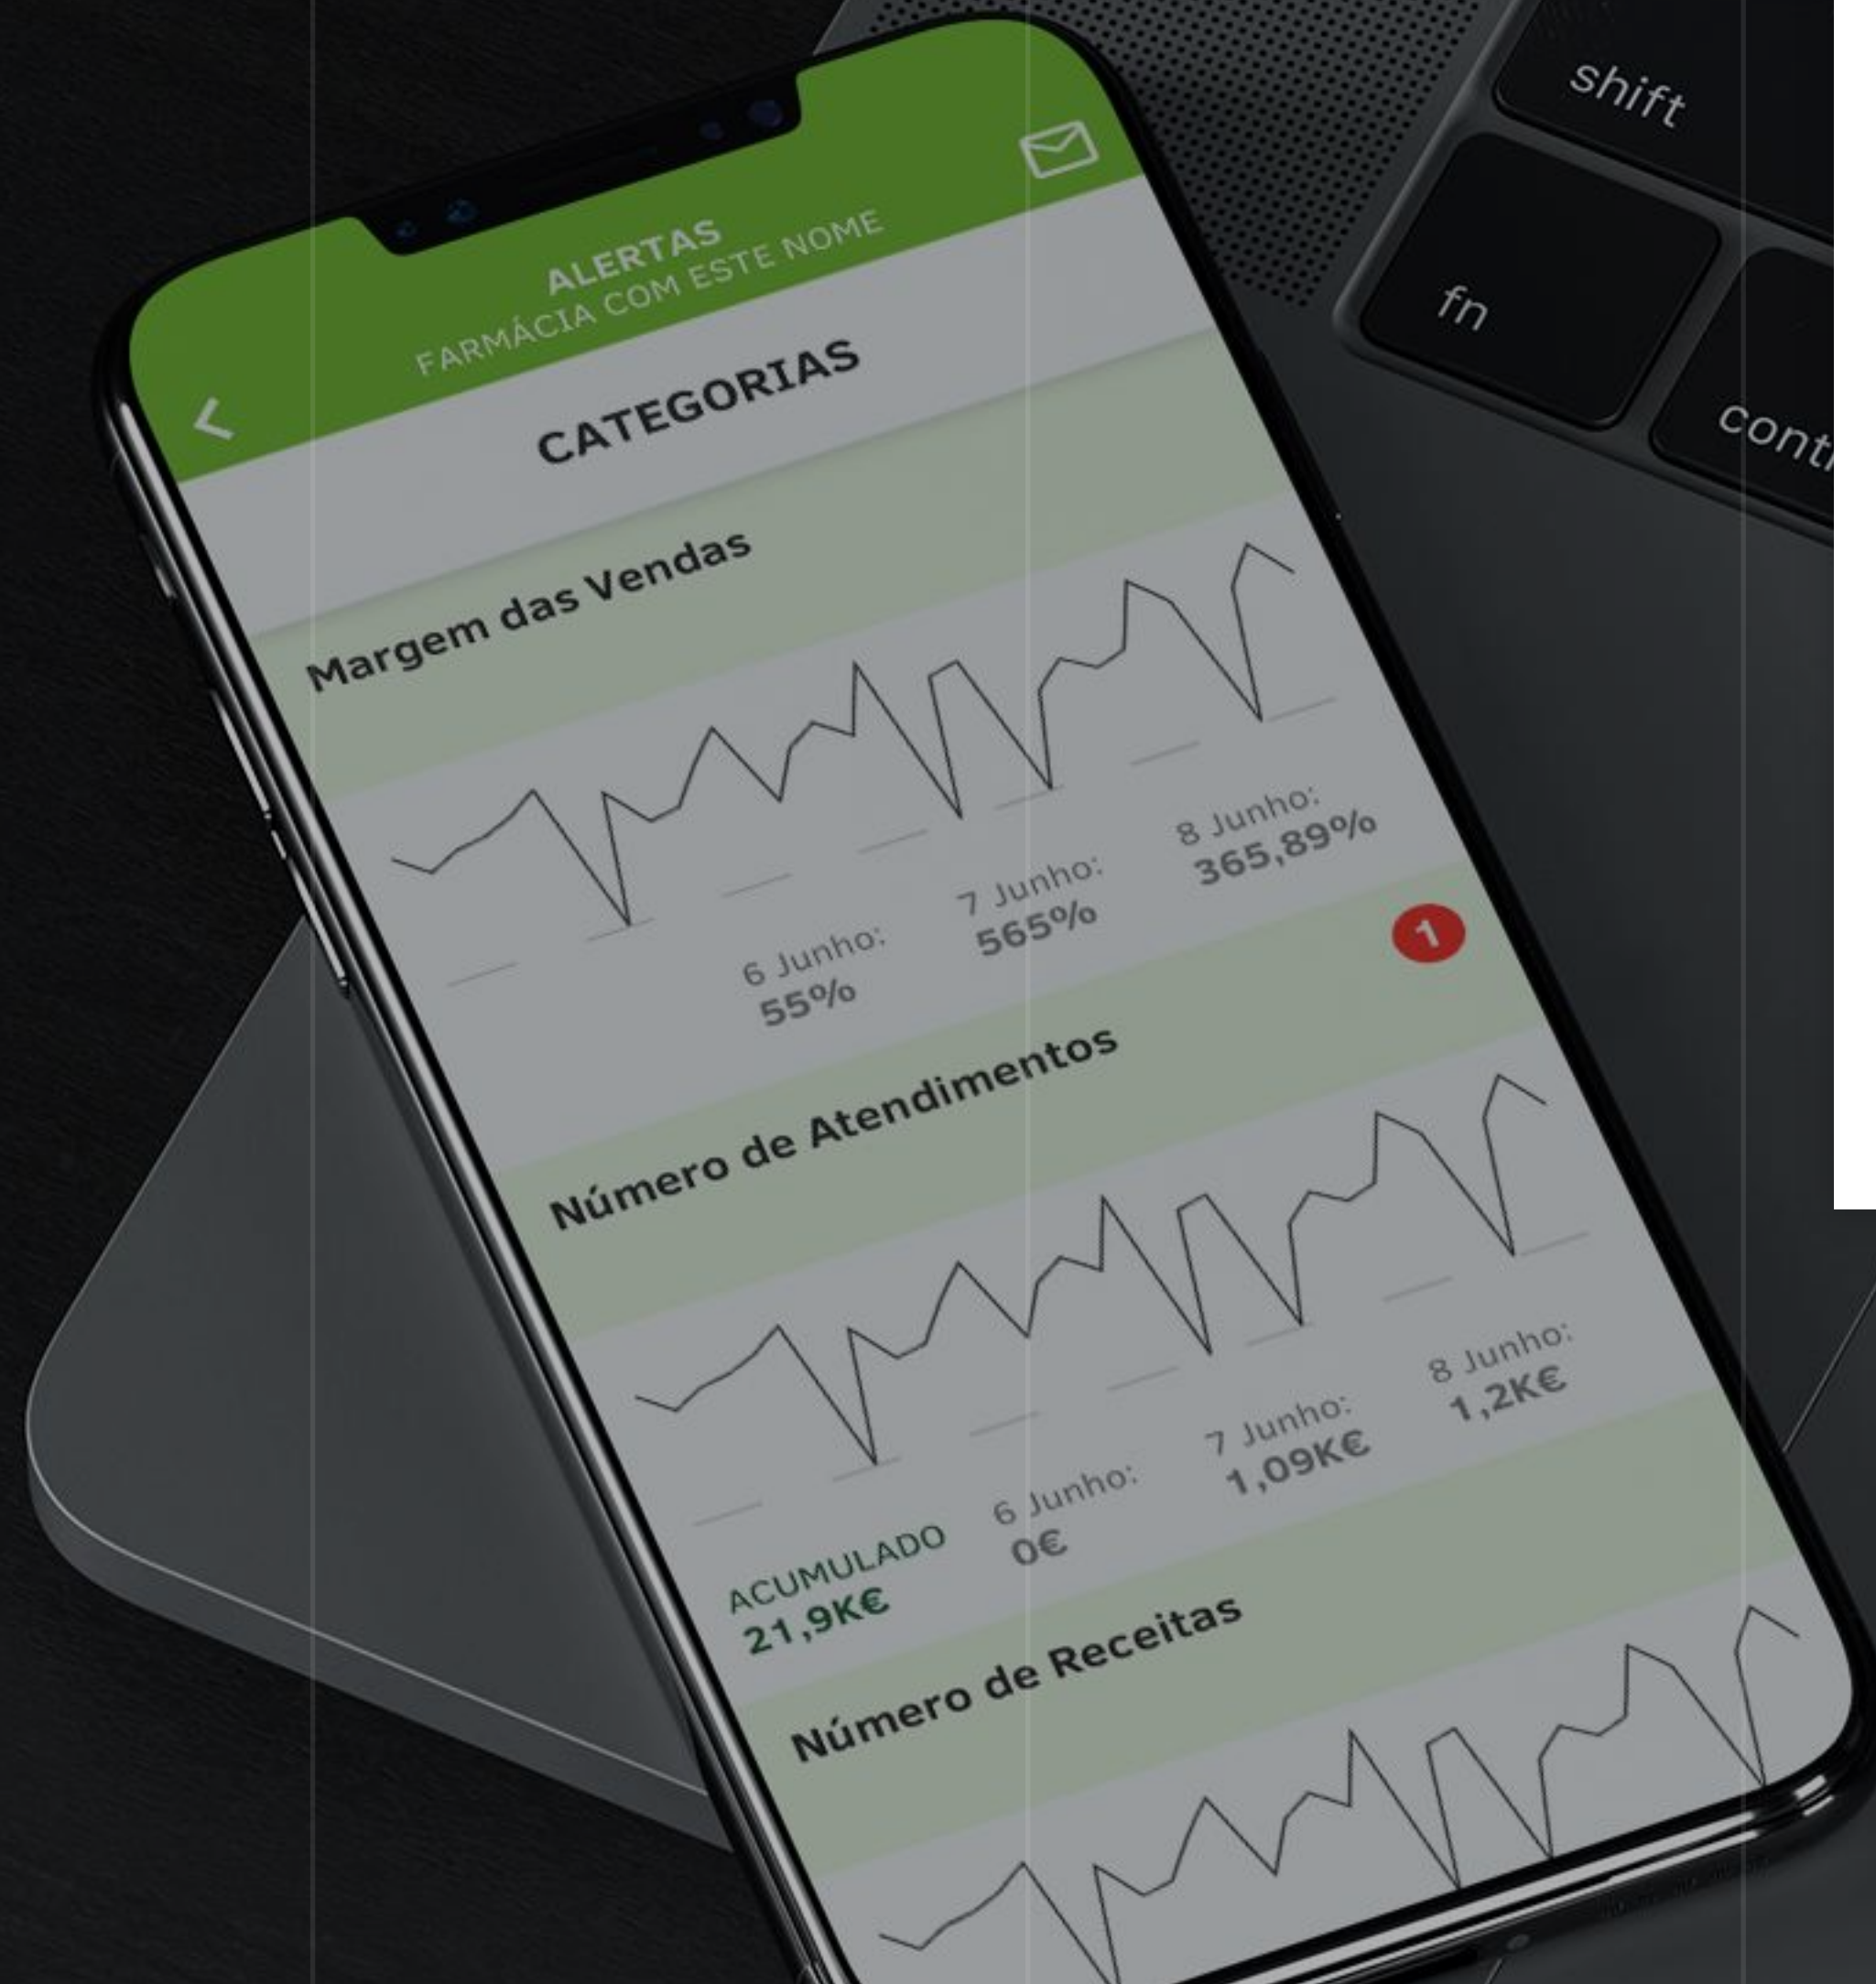 shift
fn
ALERTAS
FARMÁCIA COM ESTE NOME
CATEGORIAS
Margem das Vendas
6 Junho:
55%
7 Junho:
565%
8 Junho:
365,89%
1
Número de Atendimentos
ACUMULADO
21,9K€
6 Junho:
0€
7 Junho:
1,09K€
8 Junho:
1,2K€
Número de Receitas